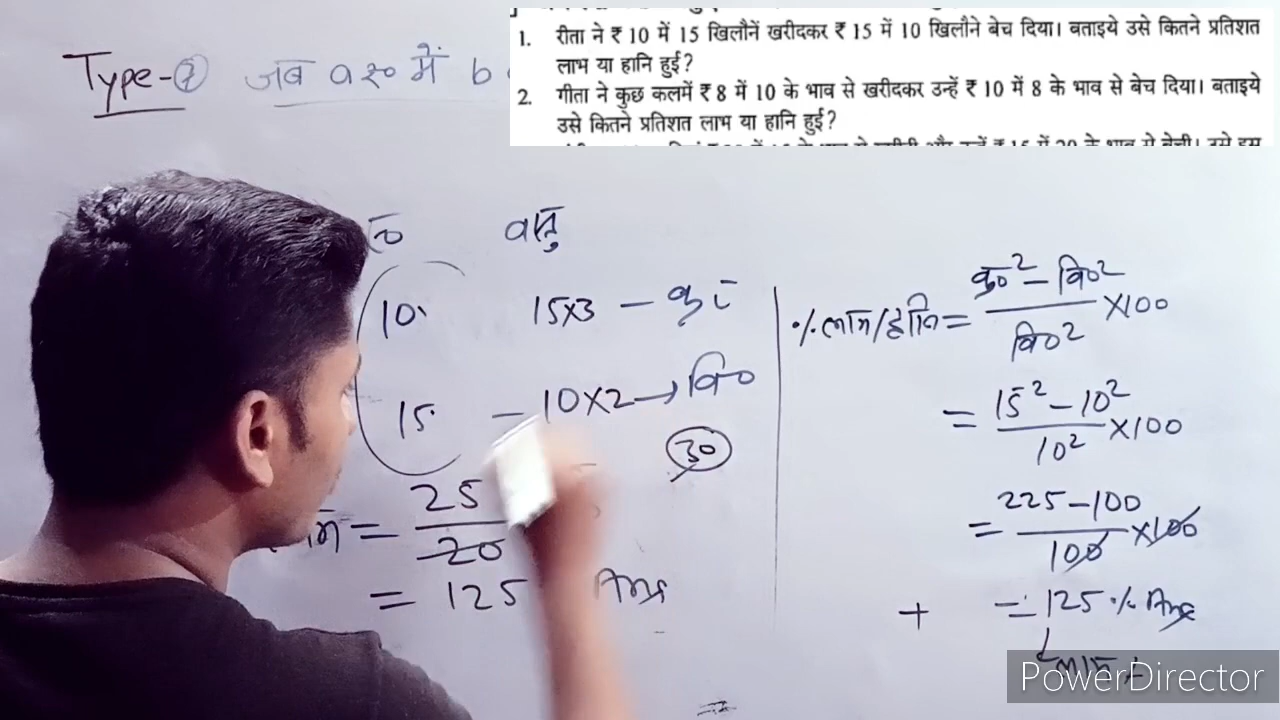 1. रीता ने ₹ 10 में 15 खिलौनें खरीदकर ₹ 15 में 10 खिलौने बेच दिया। बताइये उसे कितने प्रतिशत
लाभ या हानि हुई?
2. गीता ने कुछ कलमें ₹ 8 में 10 के भाव से खरीदकर उन्हें ₹ 10 में 8 के भाव से बेच दिया। बताइये
उसे कितने प्रतिशत लाभ या हानि हुई?
Type-7 जब a रु० में b
वस्तु
10 15×3 – क्र
15 – 10×2 → वि०
30
= 25
20
= 125 Ans
%लाभ/हानि = क्र०² – वि०²
वि०² ×100
= 15² – 10²
10² ×100
= 225 – 100
100 ×100
+ = 125 % Ans
लाभ
PowerDirector